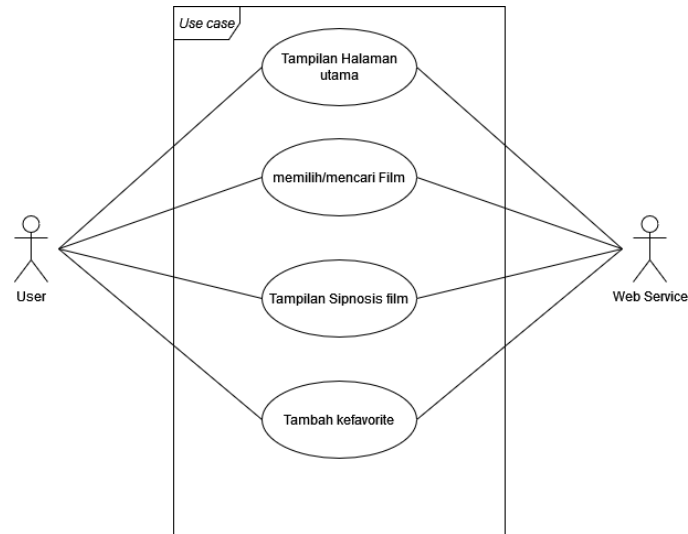 Use case
Tampilan Halaman
utama
memilih/mencari Film
User
Web Service
Tampilan Sipnosis film
Tambah kefavorite